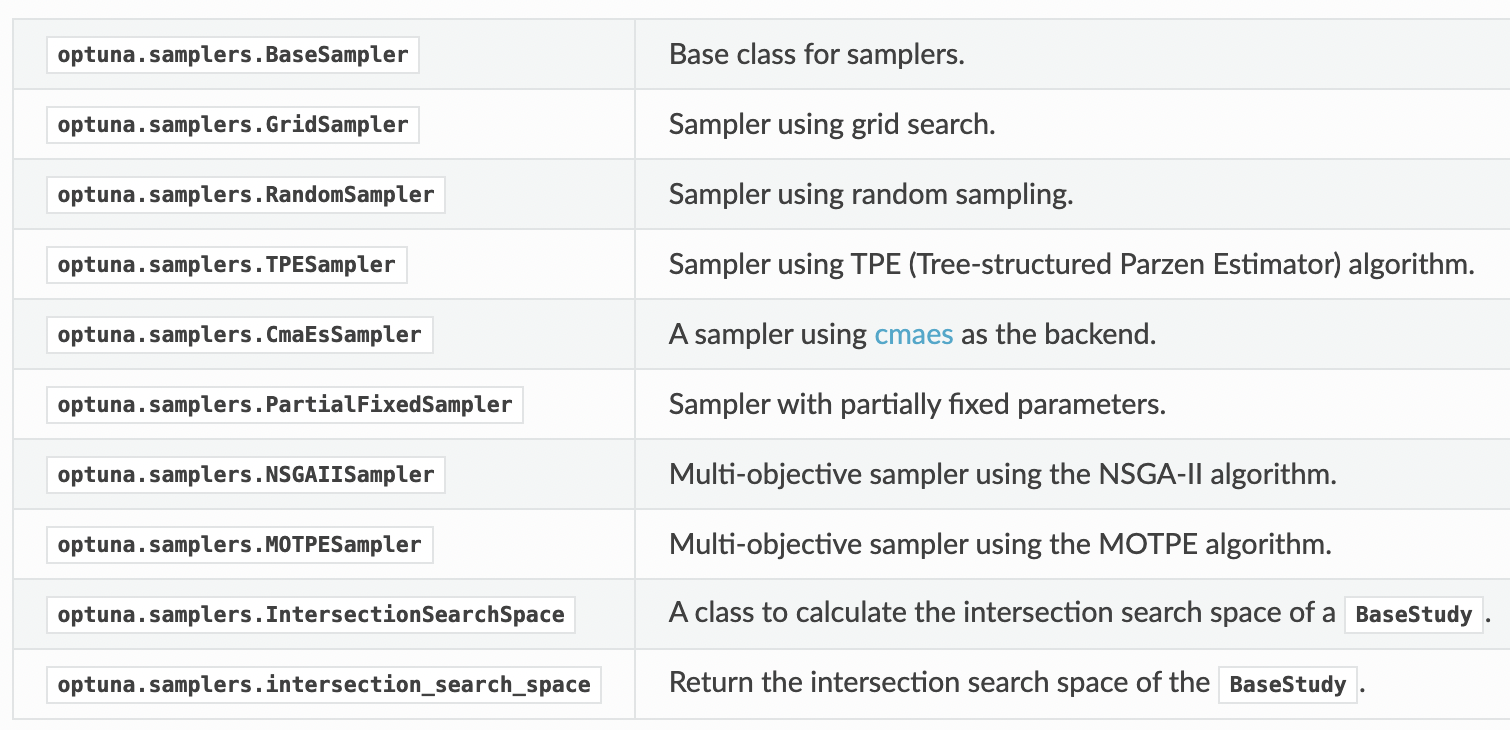 optuna.samplers.BaseSampler Base class for samplers.
optuna.samplers.GridSampler Sampler using grid search.
optuna.samplers.RandomSampler Sampler using random sampling.
optuna.samplers.TPESampler Sampler using TPE (Tree-structured Parzen Estimator) algorithm.
optuna.samplers.CmaEsSampler A sampler using cmaes as the backend.
optuna.samplers.PartialFixedSampler Sampler with partially fixed parameters.
optuna.samplers.NSGAIISampler Multi-objective sampler using the NSGA-II algorithm.
optuna.samplers.MOTPESampler Multi-objective sampler using the MOTPE algorithm.
optuna.samplers.IntersectionSearchSpace A class to calculate the intersection search space of a BaseStudy.
optuna.samplers.intersection_search_space Return the intersection search space of the BaseStudy.